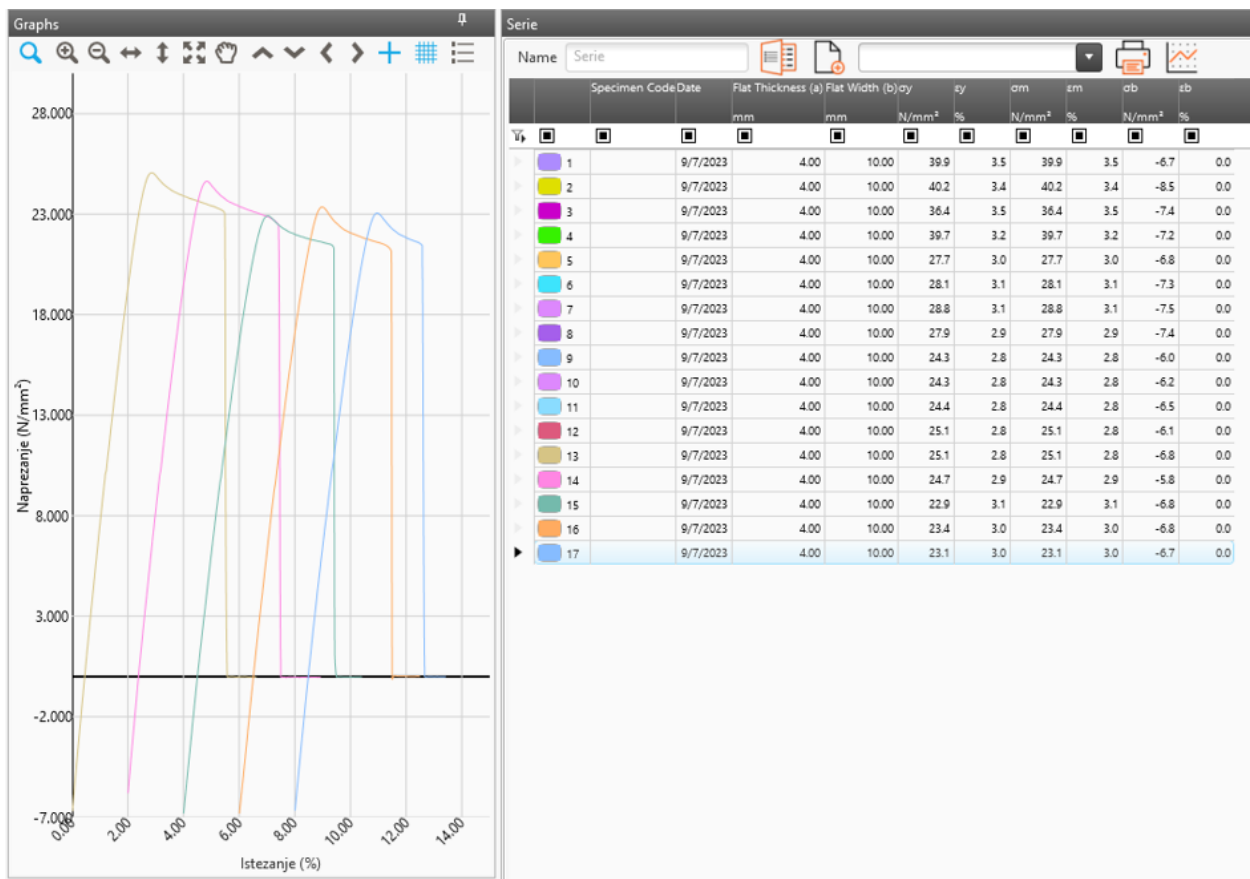 Graphs
28.000
23.000
18.000
13.000
8.000
3.000
-2.000
-7.000
Naprezanje (N/mm²)
0.00 2.00 4.00 6.00 8.00 10.00 12.00 14.00
Istezanje (%)
Serie
Name Serie
Specimen Code Date Flat Thickness (a) Flat Width (b) σy εy σm εm σb εb
mm mm N/mm² % N/mm² % N/mm² %
1 9/7/2023 4.00 10.00 39.9 3.5 39.9 3.5 -6.7 0.0
2 9/7/2023 4.00 10.00 40.2 3.4 40.2 3.4 -8.5 0.0
3 9/7/2023 4.00 10.00 36.4 3.5 36.4 3.5 -7.4 0.0
4 9/7/2023 4.00 10.00 39.7 3.2 39.7 3.2 -7.2 0.0
5 9/7/2023 4.00 10.00 27.7 3.0 27.7 3.0 -6.8 0.0
6 9/7/2023 4.00 10.00 28.1 3.1 28.1 3.1 -7.3 0.0
7 9/7/2023 4.00 10.00 28.8 3.1 28.8 3.1 -7.5 0.0
8 9/7/2023 4.00 10.00 27.9 2.9 27.9 2.9 -7.4 0.0
9 9/7/2023 4.00 10.00 24.3 2.8 24.3 2.8 -6.0 0.0
10 9/7/2023 4.00 10.00 24.3 2.8 24.3 2.8 -6.2 0.0
11 9/7/2023 4.00 10.00 24.4 2.8 24.4 2.8 -6.5 0.0
12 9/7/2023 4.00 10.00 25.1 2.8 25.1 2.8 -6.1 0.0
13 9/7/2023 4.00 10.00 25.1 2.8 25.1 2.8 -6.8 0.0
14 9/7/2023 4.00 10.00 24.7 2.9 24.7 2.9 -5.8 0.0
15 9/7/2023 4.00 10.00 22.9 3.1 22.9 3.1 -6.8 0.0
16 9/7/2023 4.00 10.00 23.4 3.0 23.4 3.0 -6.8 0.0
17 9/7/2023 4.00 10.00 23.1 3.0 23.1 3.0 -6.7 0.0